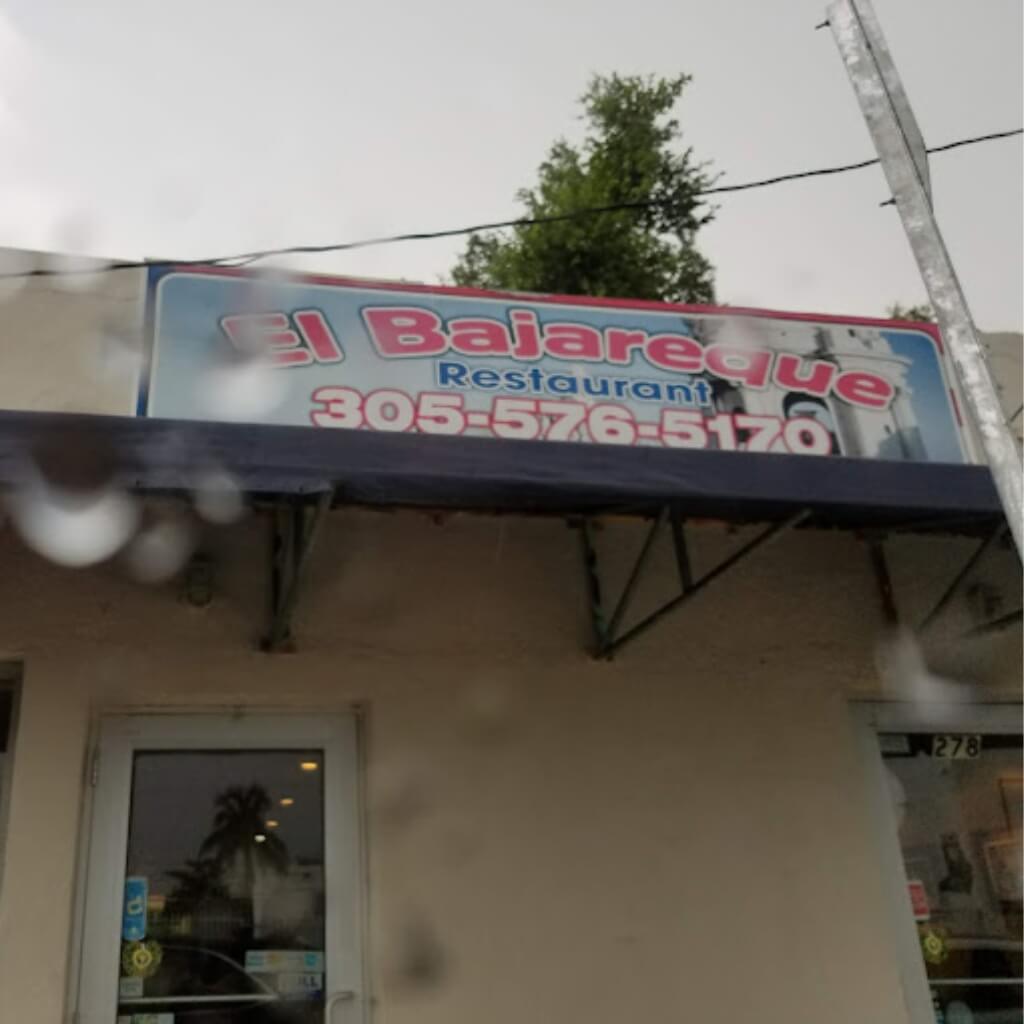 El Bajareque
Restaurant
305-576-5170
278